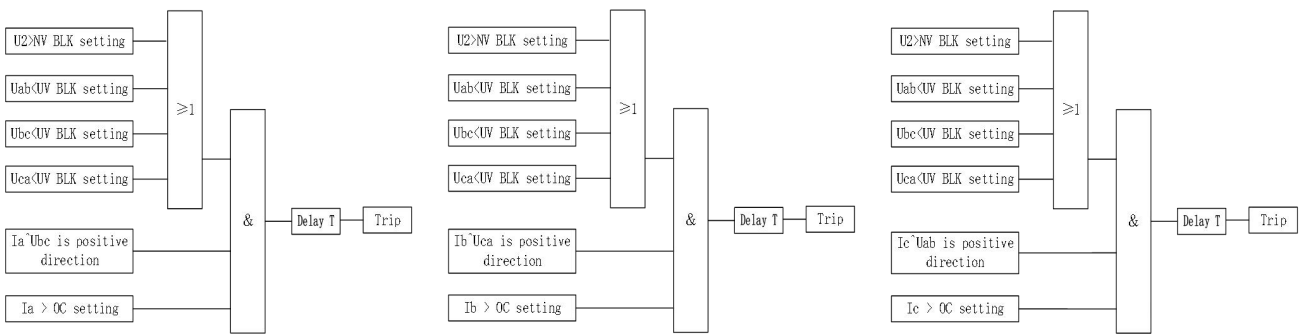 U2>NV BLK setting
Uab<UV BLK setting
Ubc<UV BLK setting
Uca<UV BLK setting
≥1
Ia^Ubc is positive
direction
Ia > OC setting
&
Delay T
Trip
U2>NV BLK setting
Uab<UV BLK setting
Ubc<UV BLK setting
Uca<UV BLK setting
≥1
Ib^Uca is positive
direction
Ib > OC setting
&
Delay T
Trip
U2>NV BLK setting
Uab<UV BLK setting
Ubc<UV BLK setting
Uca<UV BLK setting
≥1
Ic^Uab is positive
direction
Ic > OC setting
&
Delay T
Trip